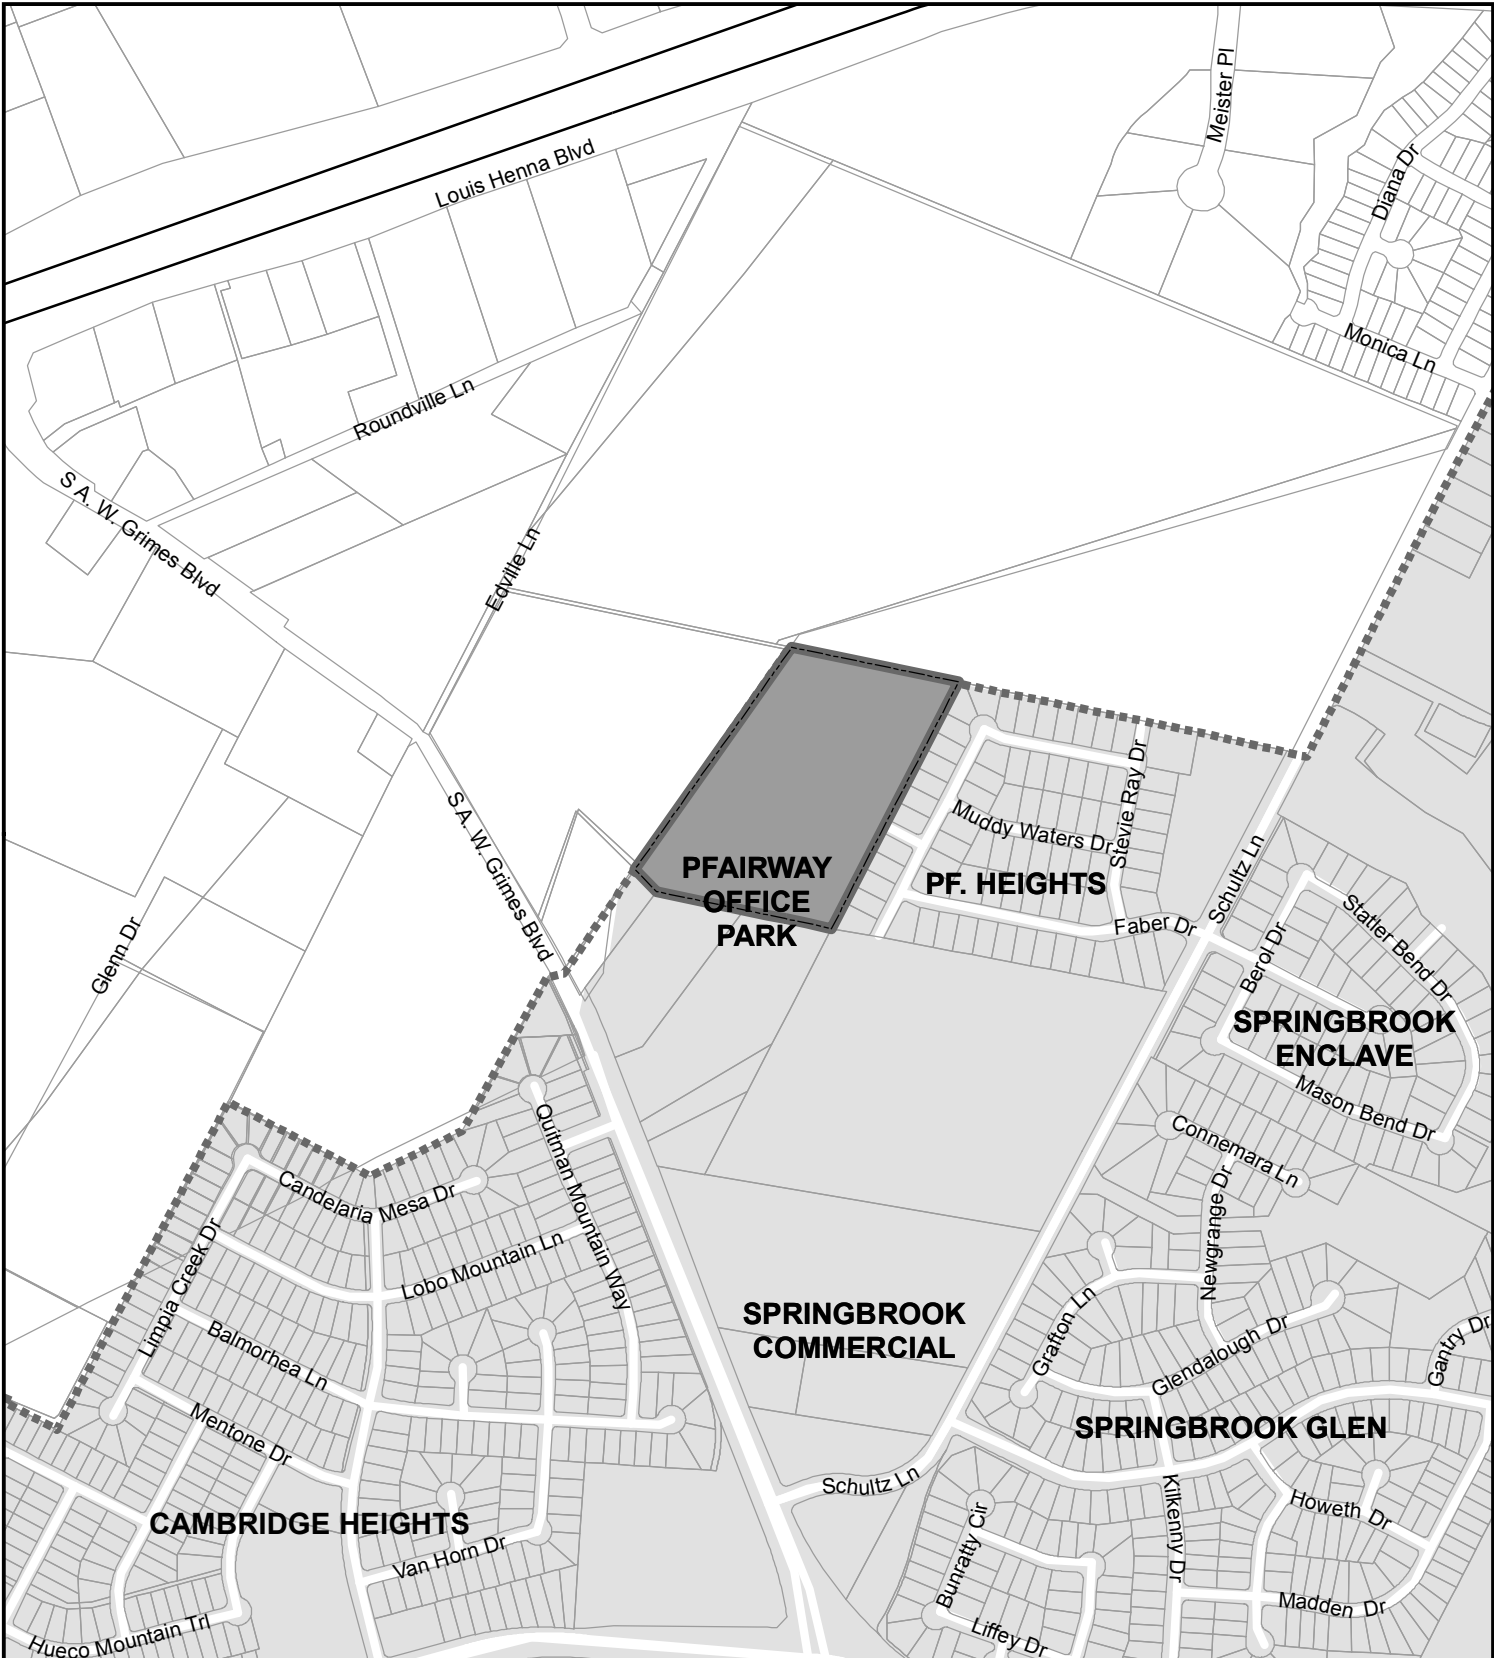 Meister Pl
Louis Henna Blvd
Diana Dr
Monica Ln
Roundville Ln
S A. W. Grimes Blvd
Edville Ln
Stevie Ray Dr
S A. W. Grimes Blvd
Muddy Waters Dr
PFAIRWAY
OFFICE
PARK
PF. HEIGHTS
Schultz Ln
Faber Dr
Statler Bend Dr
Berol Dr
Glenn Dr
SPRINGBROOK
ENCLAVE
Mason Bend Dr
Quitman Mountain Way
Connemara Ln
Candelaria Mesa Dr
Newgrange Dr
Limpia Creek Dr
Lobo Mountain Ln
SPRINGBROOK
COMMERCIAL
Grafton Ln
Glendalough Dr
Gantry Dr
Balmorhea Ln
Mentone Dr
SPRINGBROOK GLEN
Schultz Ln
Kilkenny Dr
Howeth Dr
CAMBRIDGE HEIGHTS
Van Horn Dr
Bunratty Cir
Madden Dr
Hueco Mountain Trl
Liffey Dr